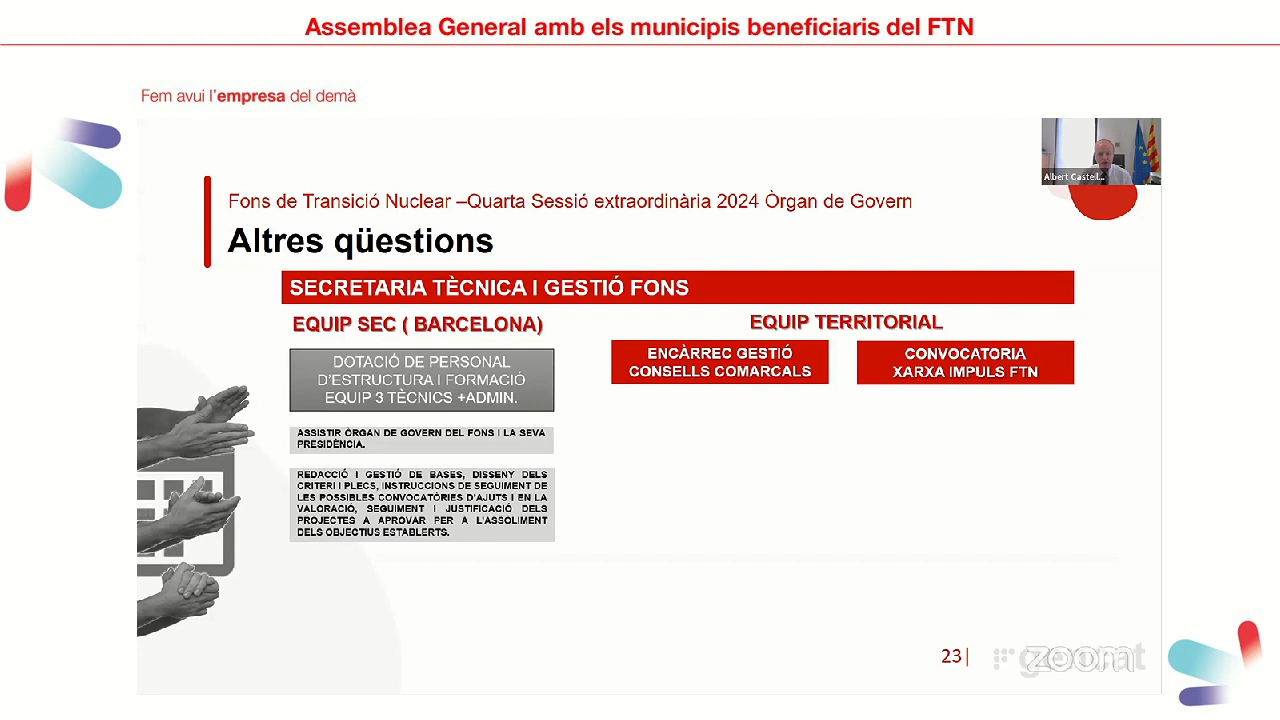 Assemblea General amb els municipis beneficiaris del FTN
Fem avui l'empresa del demà
Albert Castell...
Fons de Transició Nuclear –Quarta Sessió extraordinària 2024 Òrgan de Govern
Altres qüestions
SECRETARIA TÈCNICA I GESTIÓ FONS
EQUIP SEC ( BARCELONA)
DOTACIÓ DE PERSONAL
D'ESTRUCTURA I FORMACIÓ
EQUIP 3 TÈCNICS +ADMIN.
ASSISTIR ÒRGAN DE GOVERN DEL FONS I LA SEVA
PRESIDÈNCIA.
REDACCIÓ I GESTIÓ DE BASES, DISSENY DELS
CRITERI I PLECS, INSTRUCCIONS DE SEGUIMENT DE
LES POSSIBLES CONVOCATÒRIES D'AJUTS I EN LA
VALORACIÓ, SEGUIMENT I JUSTIFICACIÓ DELS
PROJECTES A APROVAR PER A L'ASSOLIMENT
DELS OBJECTIUS ESTABLERTS.
EQUIP TERRITORIAL
ENCÀRREC GESTIÓ
CONSELLS COMARCALS
CONVOCATORIA
XARXA IMPULS FTN
23|
zoom